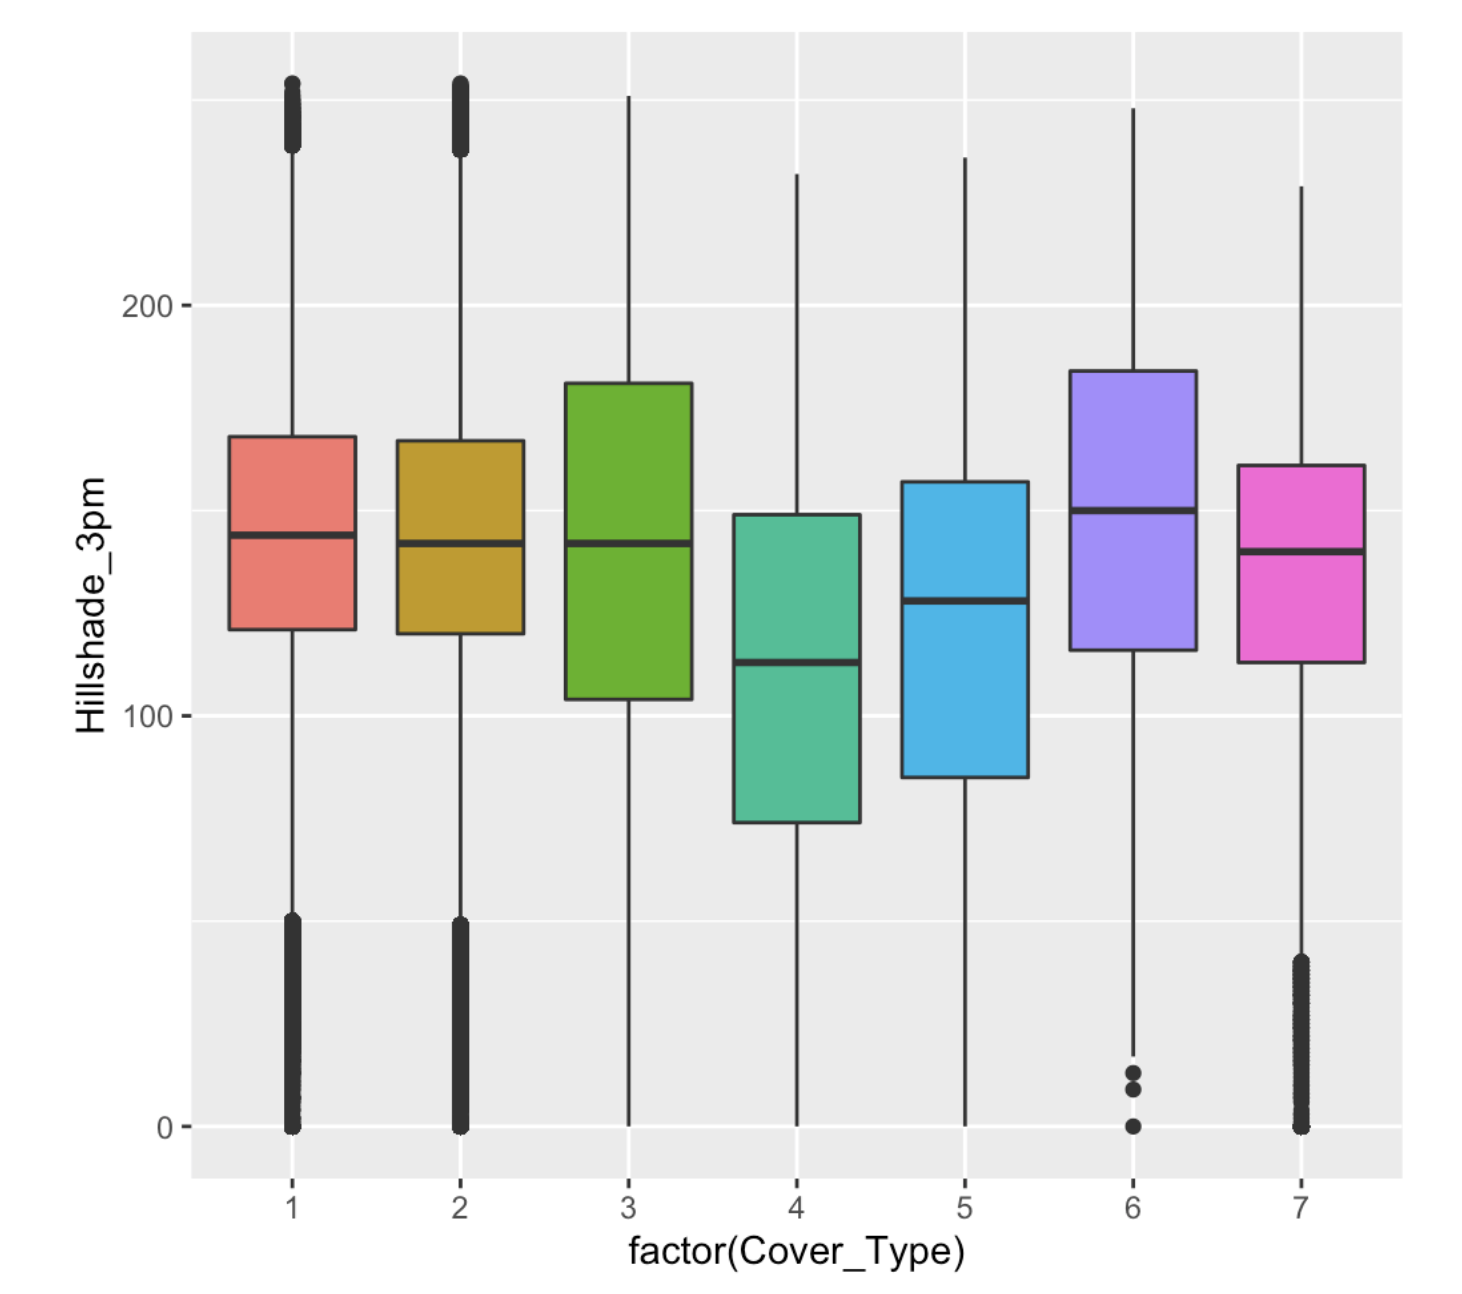 Hillshade_3pm
200
100
0
1 2 3 4 5 6 7
factor(Cover_Type)